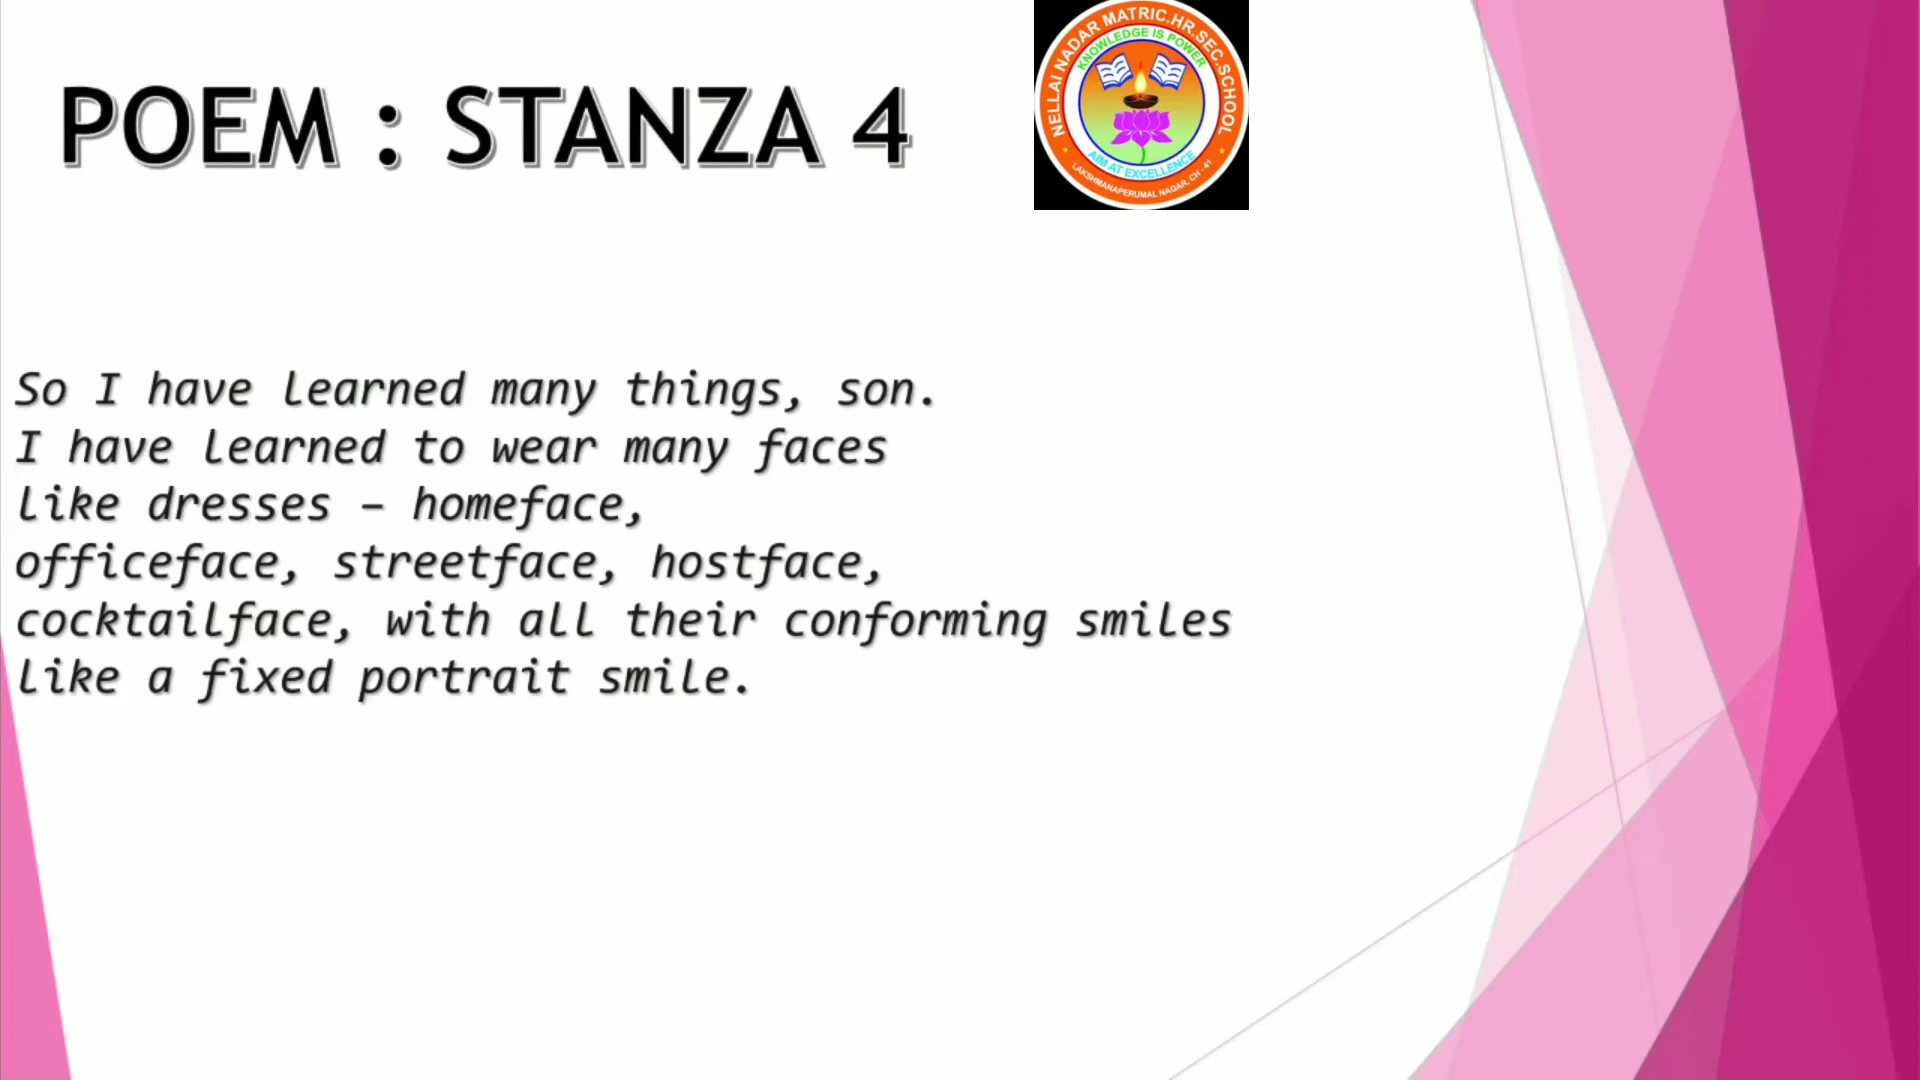 POEM : STANZA 4
NELLAI NADAR MATRIC.HR.SEC.SCHOOL
KNOWLEDGE IS POWER
AIM AT EXCELLENCE
LAKSHMANAPERUMAL NAGAR, CH - 41
So I have learned many things, son.
I have learned to wear many faces
like dresses – homeface,
officeface, streetface, hostface,
cocktailface, with all their conforming smiles
like a fixed portrait smile.